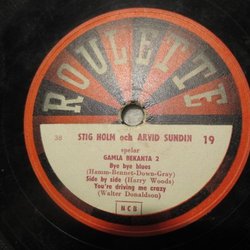 ROULETTE
38 STIG HOLM och ARVID SUNDIN 19
spelar
GAMLA BEKANTA 2
Bye bye blues
(Hamm-Bennet-Down-Gray)
Side by side (Harry Woods)
You're driving me crazy
(Walter Donaldson)
NCB